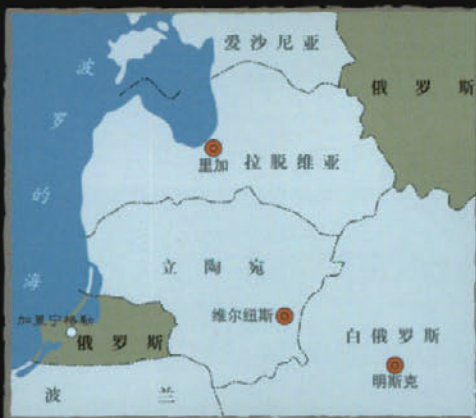 爱沙尼亚
俄罗斯
波罗的海
里加
拉脱维亚
立陶宛
维尔纽斯
加里宁格勒
俄罗斯
白俄罗斯
明斯克
波兰